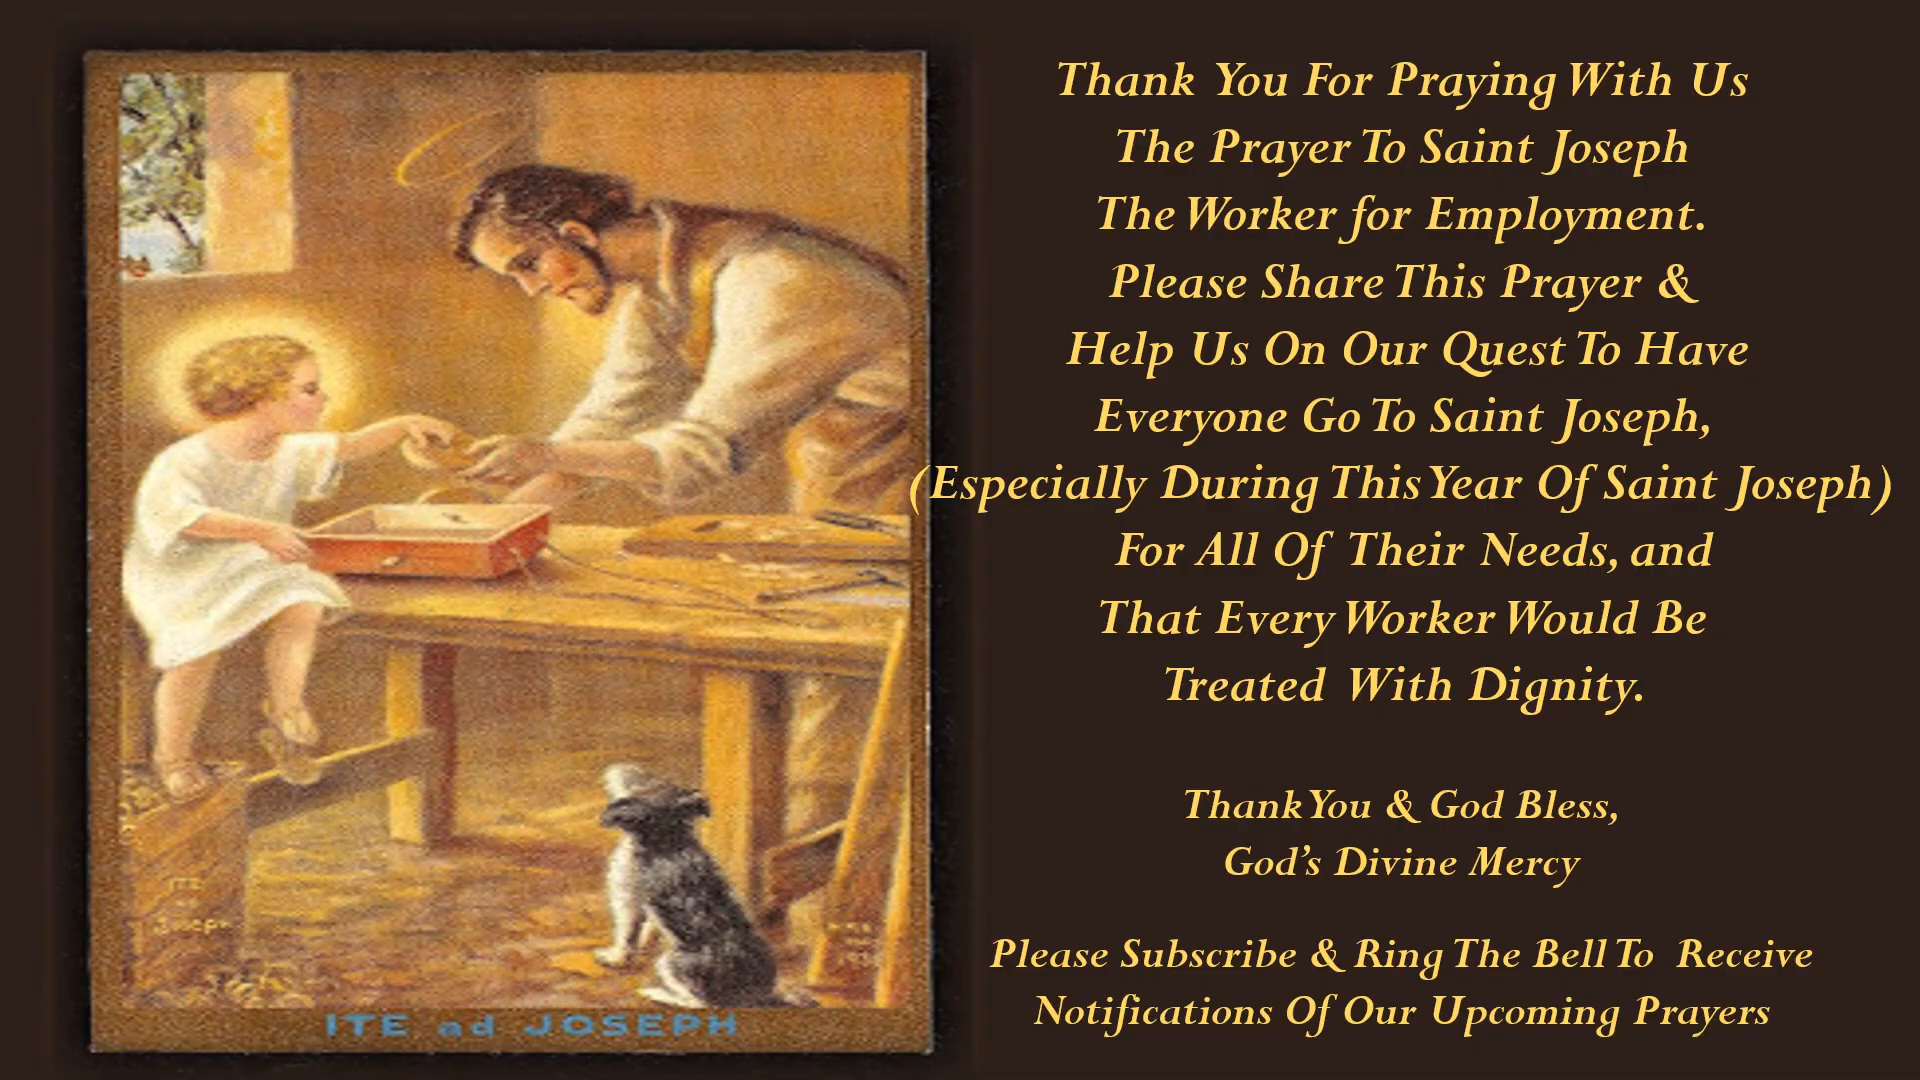 Thank You For Praying With Us
The Prayer To Saint Joseph
The Worker for Employment.
Please Share This Prayer &
Help Us On Our Quest To Have
Everyone Go To Saint Joseph,
(Especially During This Year Of Saint Joseph)
For All Of Their Needs, and
That Every Worker Would Be
Treated With Dignity.
Thank You & God Bless,
God's Divine Mercy
Please Subscribe & Ring The Bell To Receive
Notifications Of Our Upcoming Prayers
ITE
Joseph
ITE ad JOSEPH